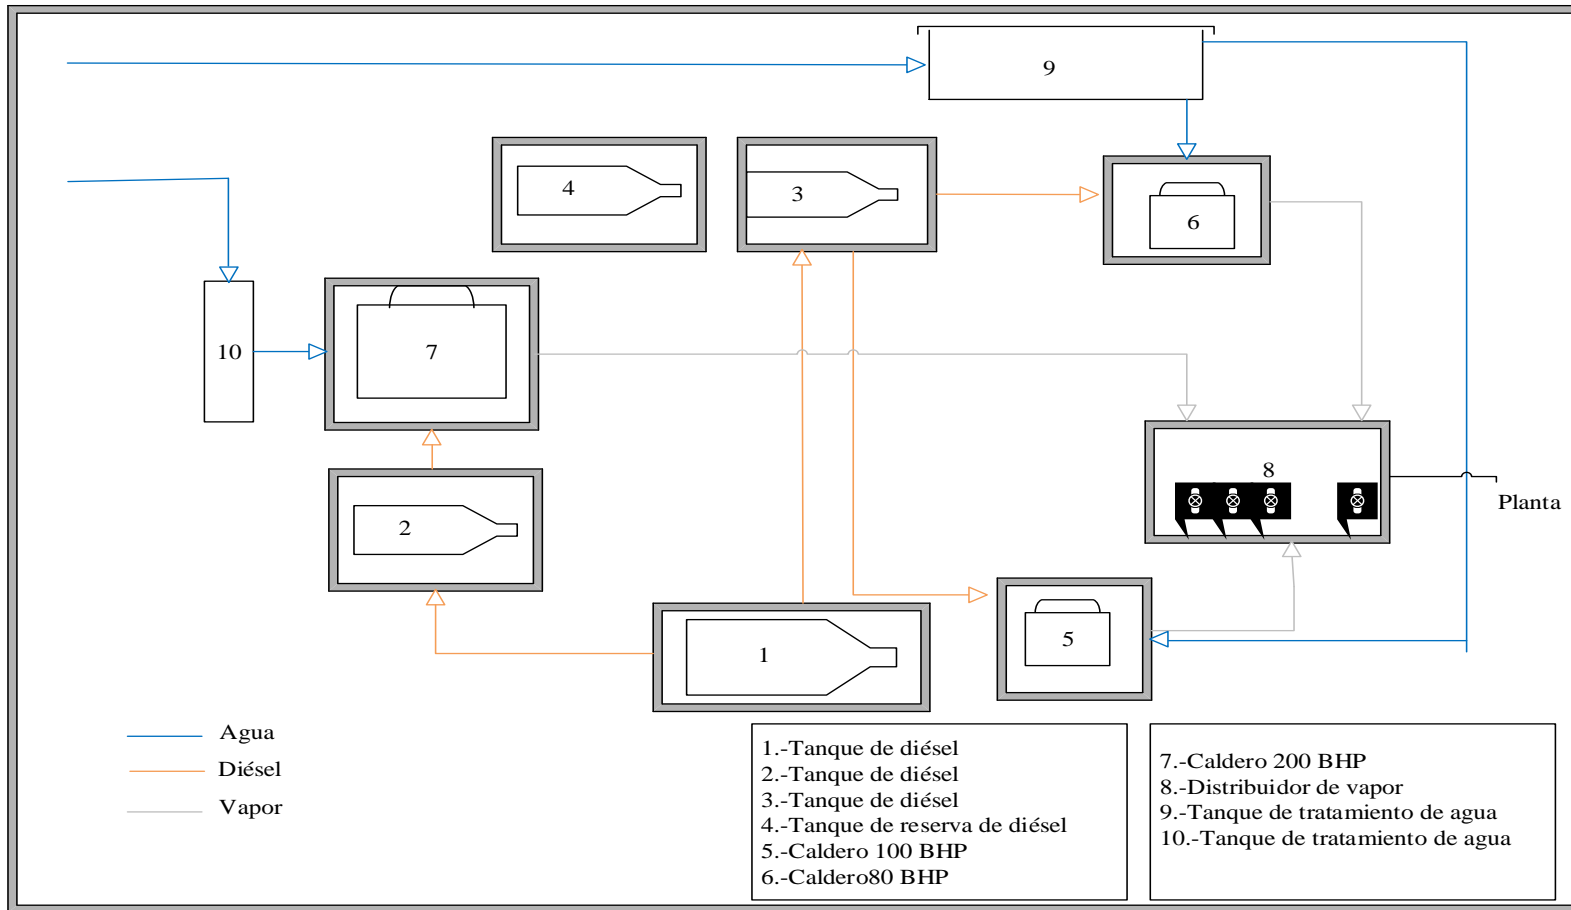 9
4
3
6
10
7
8
Planta
2
1
5
Agua
Diésel
Vapor
1.-Tanque de diésel
2.-Tanque de diésel
3.-Tanque de diésel
4.-Tanque de reserva de diésel
5.-Caldero 100 BHP
6.-Caldero80 BHP
7.-Caldero 200 BHP
8.-Distribuidor de vapor
9.-Tanque de tratamiento de agua
10.-Tanque de tratamiento de agua